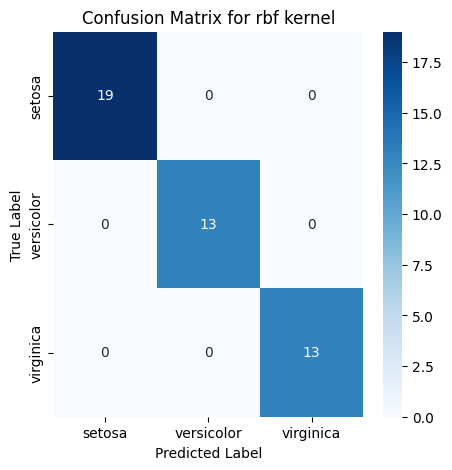 Confusion Matrix for rbf kernel
True Label
setosa
versicolor
virginica
19 0 0
0 13 0
0 0 13
setosa versicolor virginica
Predicted Label
17.5
15.0
12.5
10.0
7.5
5.0
2.5
0.0